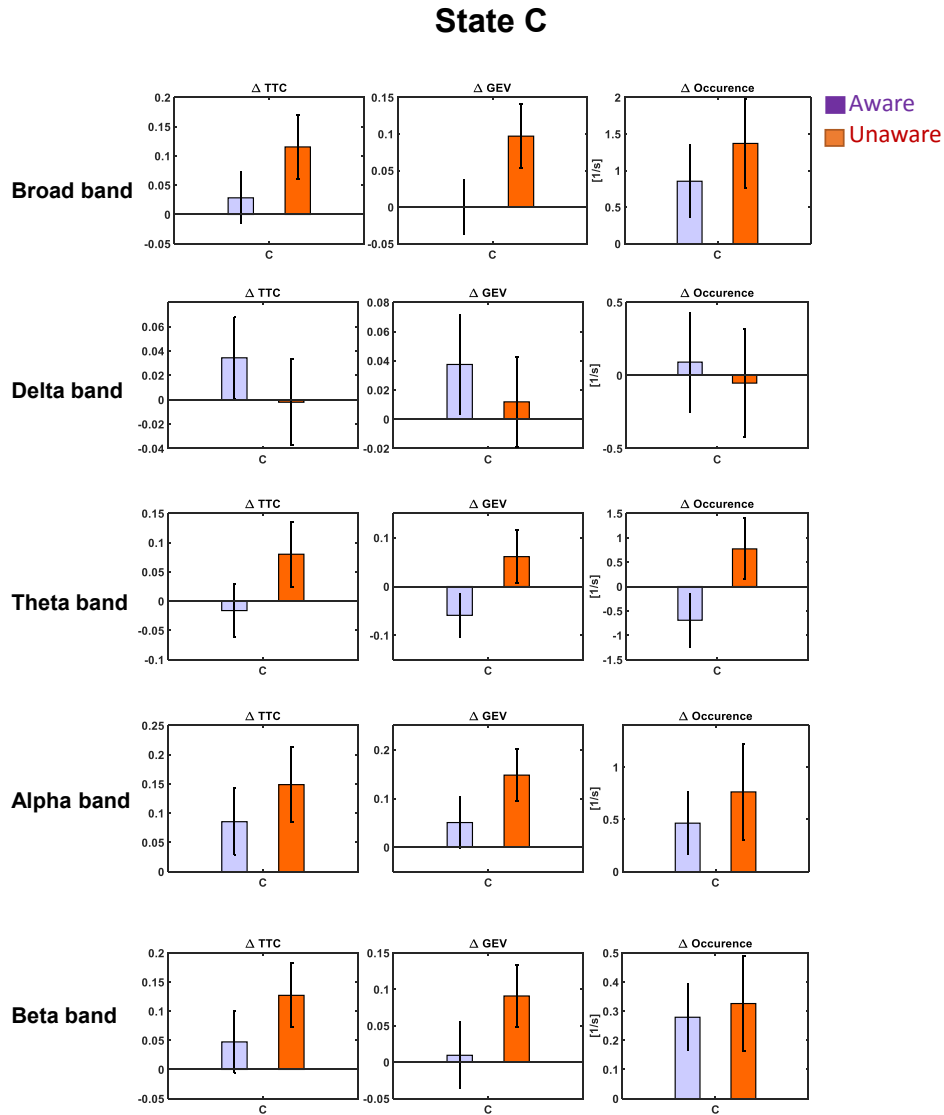 State C
Aware
Unaware
Broad band
Δ TTC
0.2
0.15
0.1
0.05
0
-0.05
C
Δ GEV
0.15
0.1
0.05
0
-0.05
C
Δ Occurence
[1/s]
2
1.5
1
0.5
0
C
Delta band
Δ TTC
0.06
0.04
0.02
0
-0.02
-0.04
C
Δ GEV
0.08
0.06
0.04
0.02
0
-0.02
C
Δ Occurence
[1/s]
0.5
0
-0.5
C
Theta band
Δ TTC
0.15
0.1
0.05
0
-0.05
-0.1
C
Δ GEV
0.1
0
-0.1
C
Δ Occurence
[1/s]
1.5
1
0.5
0
-0.5
-1
-1.5
C
Alpha band
Δ TTC
0.25
0.2
0.15
0.1
0.05
0
C
Δ GEV
0.2
0.1
0
C
Δ Occurence
[1/s]
1
0.5
0
C
Beta band
Δ TTC
0.2
0.15
0.1
0.05
0
-0.05
C
Δ GEV
0.15
0.1
0.05
0
-0.05
C
Δ Occurence
[1/s]
0.5
0.4
0.3
0.2
0.1
0
C